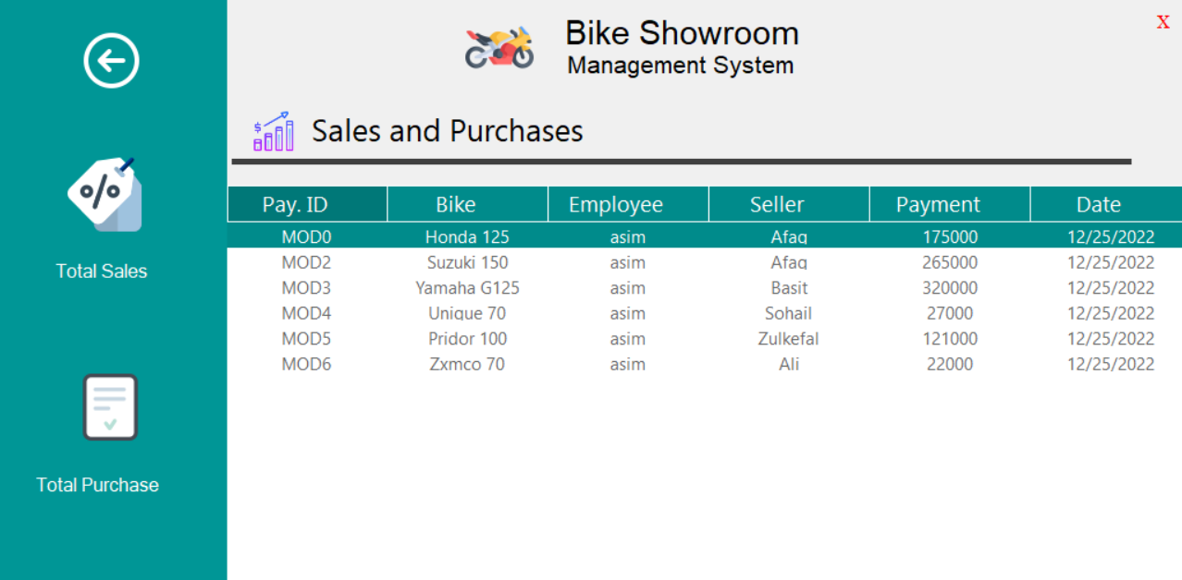 Bike Showroom
Management System
X
Sales and Purchases
Total Sales
Total Purchase
Pay. ID Bike Employee Seller Payment Date
MOD0 Honda 125 asim Afaq 175000 12/25/2022
MOD2 Suzuki 150 asim Afaq 265000 12/25/2022
MOD3 Yamaha G125 asim Basit 320000 12/25/2022
MOD4 Unique 70 asim Sohail 27000 12/25/2022
MOD5 Pridor 100 asim Zulkefal 121000 12/25/2022
MOD6 Zxmco 70 asim Ali 22000 12/25/2022